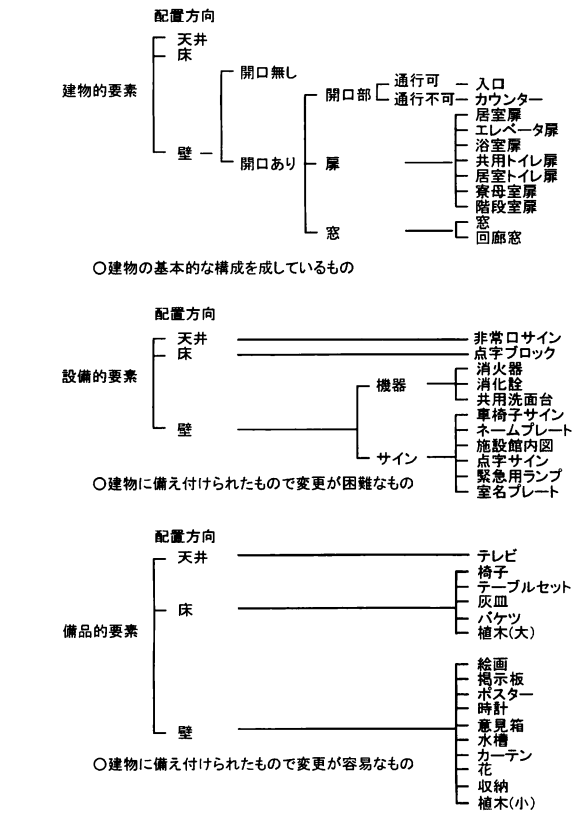 配置方向
天井
床
建物的要素
壁
開口無し
開口あり
開口部
通行可
入口
通行不可
カウンター
扉
居室扉
エレベータ扉
浴室扉
共用トイレ扉
居室トイレ扉
寮母室扉
階段室扉
窓
窓
回廊窓
○建物の基本的な構成を成しているもの
配置方向
天井
非常口サイン
床
点字ブロック
設備的要素
壁
機器
消火器
消化詮
共用洗面台
サイン
車椅子サイン
ネームプレート
施設館内図
点字サイン
緊急用ランプ
室名プレート
○建物に備え付けられたもので変更が困難なもの
配置方向
天井
テレビ
備品的要素
床
椅子
テーブルセット
灰皿
バケツ
植木(大)
壁
絵画
掲示板
ポスター
時計
意見箱
水槽
カーテン
花
収納
植木(小)
○建物に備え付けられたもので変更が容易なもの